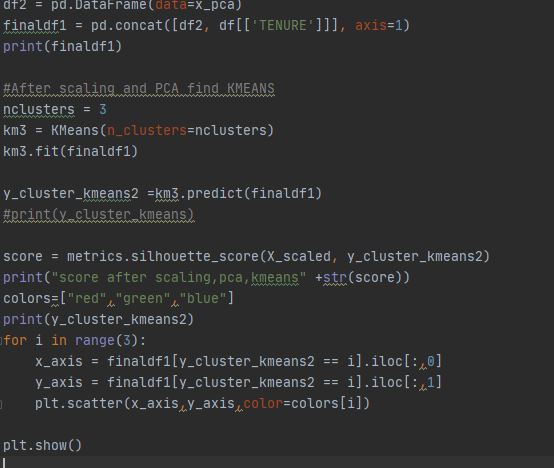 df2 = pd.DataFrame(data=x_pca)
finaldf1 = pd.concat([df2, df[['TENURE']]], axis=1)
print(finaldf1)
#After scaling and PCA find KMEANS
nclusters = 3
km3 = KMeans(n_clusters=nclusters)
km3.fit(finaldf1)
y_cluster_kmeans2 =km3.predict(finaldf1)
#print(y_cluster_kmeans)
score = metrics.silhouette_score(X_scaled, y_cluster_kmeans2)
print("score after scaling,pca,kmeans" +str(score))
colors=["red","green","blue"]
print(y_cluster_kmeans2)
for i in range(3):
    x_axis = finaldf1[y_cluster_kmeans2 == i].iloc[:,0]
    y_axis = finaldf1[y_cluster_kmeans2 == i].iloc[:,1]
    plt.scatter(x_axis,y_axis,color=colors[i])
plt.show()